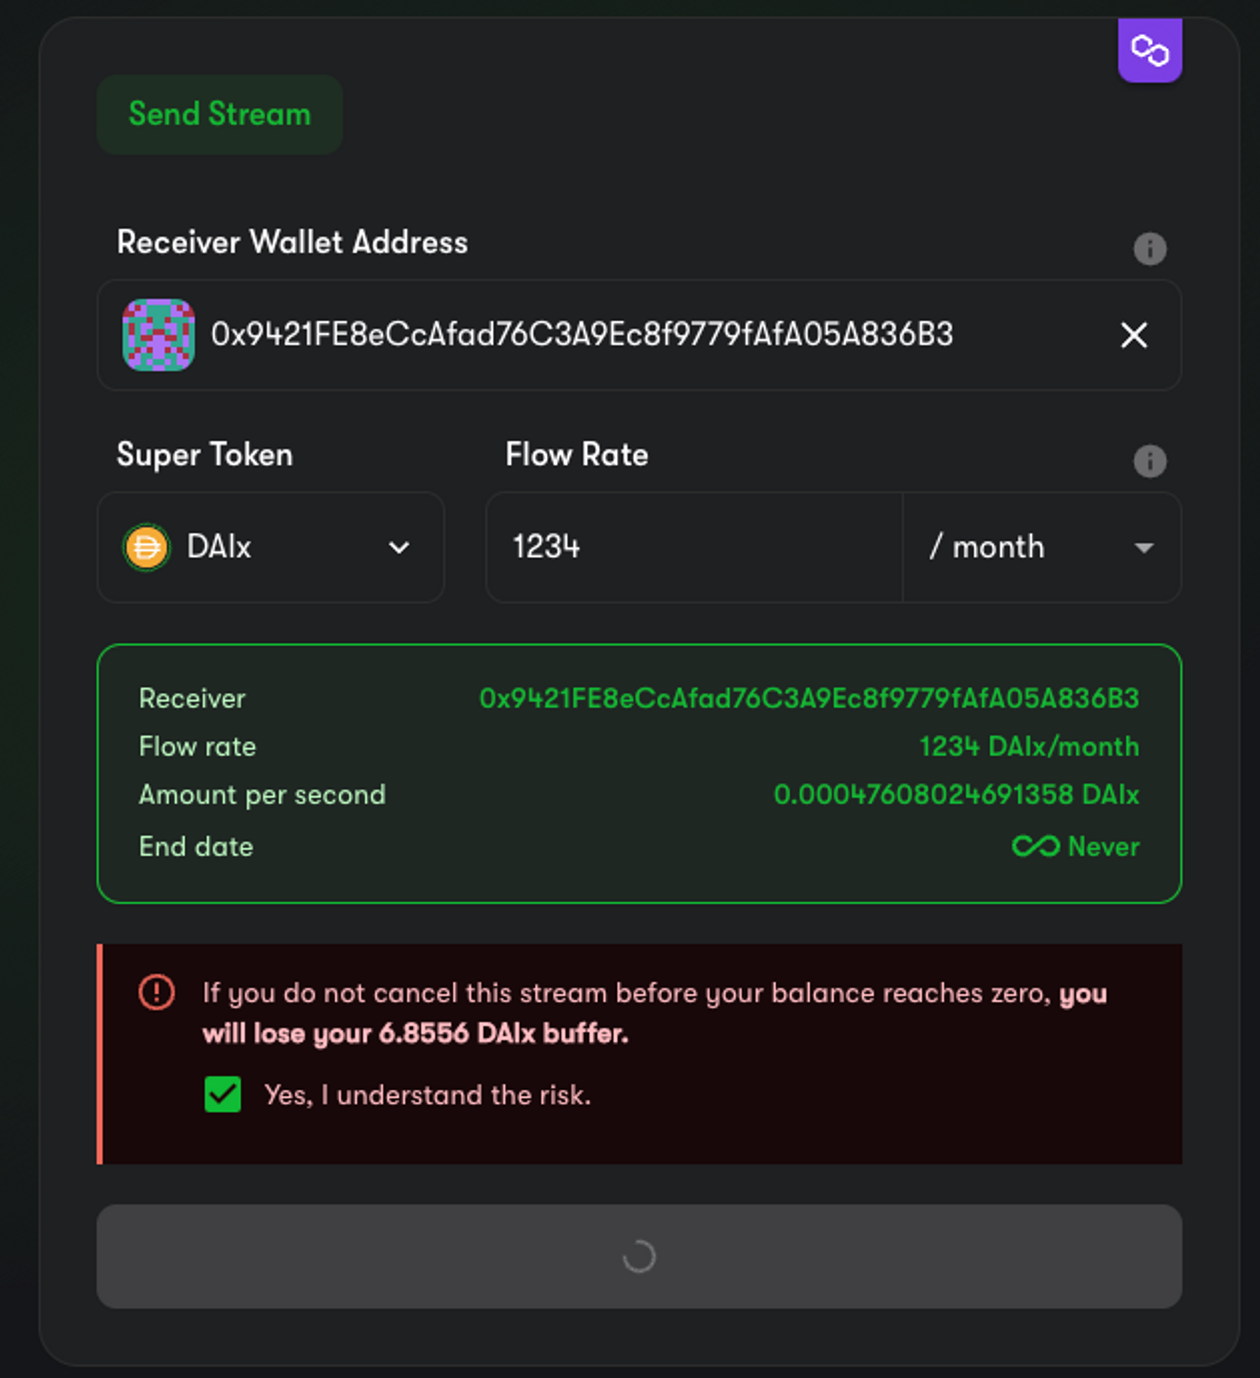 Send Stream
Receiver Wallet Address
0x9421FE8eCcAfad76C3A9Ec8f9779fAfA05A836B3
Super Token
Flow Rate
DAIx
1234
/ month
Receiver
0x9421FE8eCcAfad76C3A9Ec8f9779fAfA05A836B3
Flow rate
1234 DAIx/month
Amount per second
0.00047608024691358 DAIx
End date
Never
If you do not cancel this stream before your balance reaches zero, you
will lose your 6.8556 DAIx buffer.
Yes, I understand the risk.